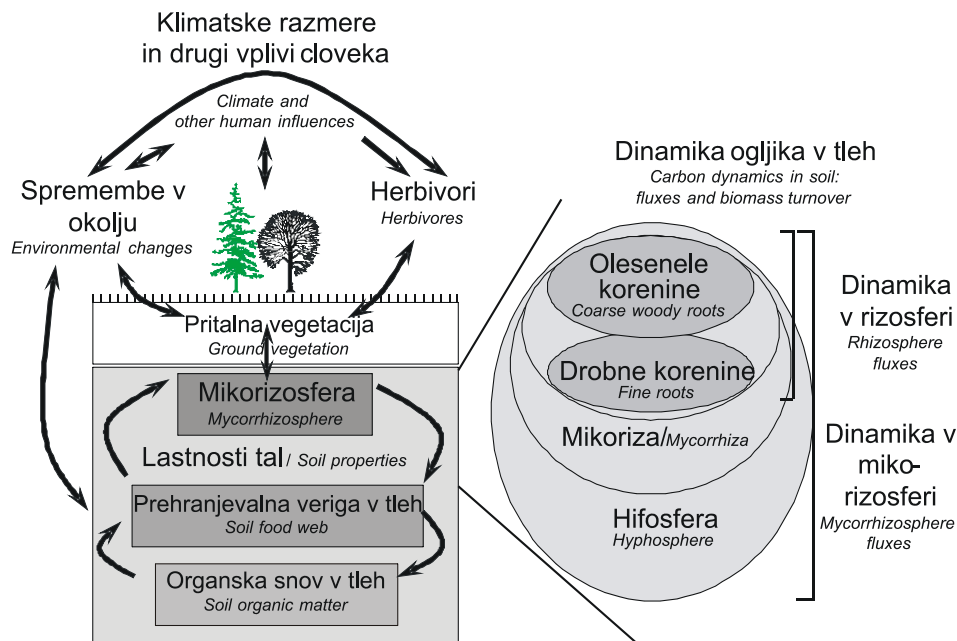 Klimatske razmere
in drugi vplivi cloveka
Climate and
other human influences
Spremembe v
okolju
Environmental changes
Herbivori
Herbivores
Pritalna vegetacija
Ground vegetation
Mikorizosfera
Mycorrhizosphere
Lastnosti tal / Soil properties
Prehranjevalna veriga v tleh
Soil food web
Organska snov v tleh
Soil organic matter
Dinamika ogljika v tleh
Carbon dynamics in soil:
fluxes and biomass turnover
Olesenele
korenine
Coarse woody roots
Drobne korenine
Fine roots
Mikoriza/Mycorrhiza
Hifosfera
Hyphosphere
Dinamika
v rizosferi
Rhizosphere
fluxes
Dinamika v
miko-
rizosferi
Mycorrhizosphere
fluxes